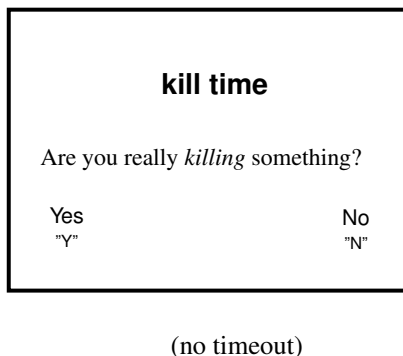 kill time
Are you really killing something?
Yes No
"Y" "N"
(no timeout)